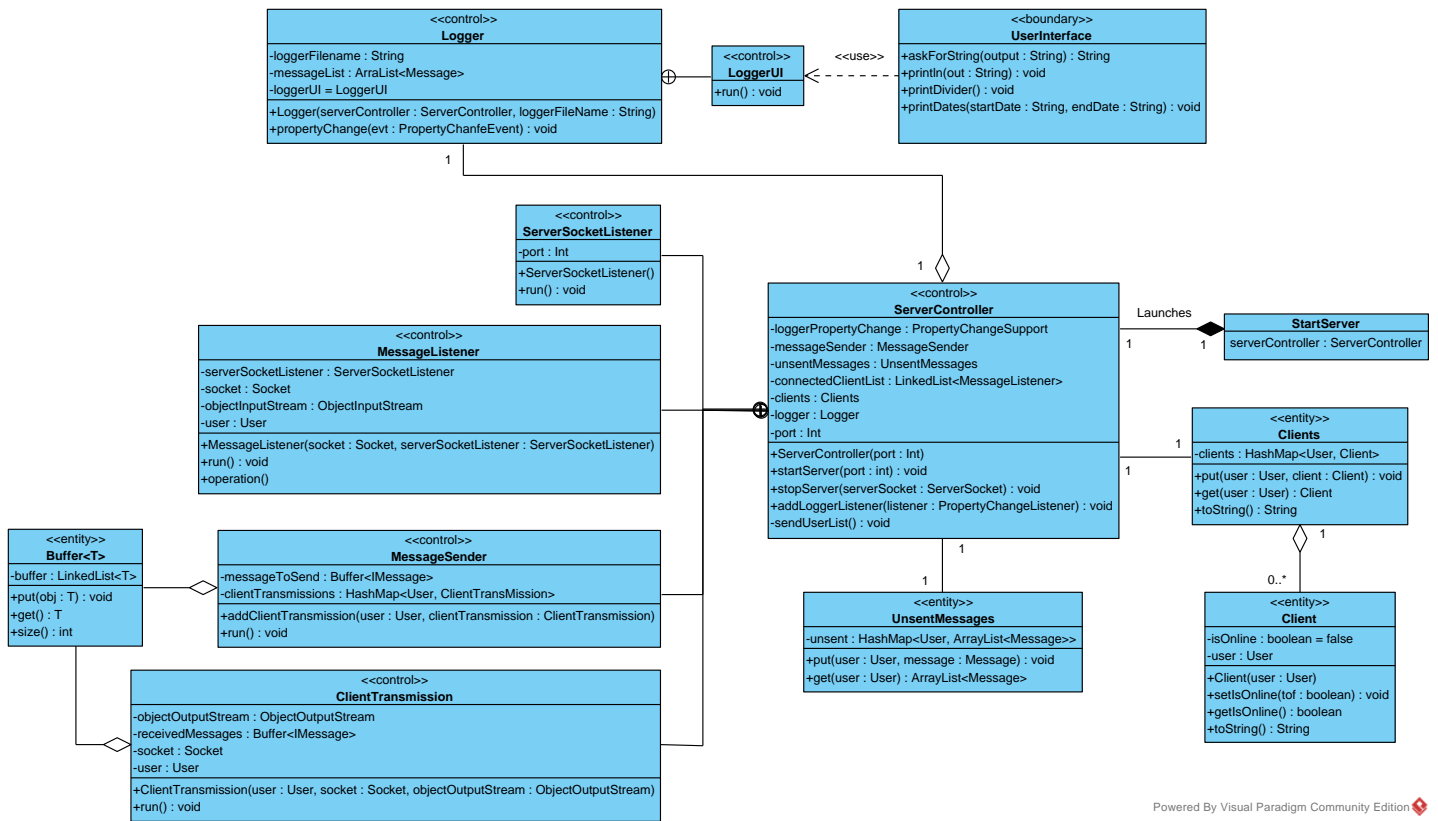 <<control>>
Logger
-loggerFilename : String
-messageList : ArraList<Message>
-loggerUI = LoggerUI
+Logger(serverController : ServerController, loggerFileName : String)
+propertyChange(evt : PropertyChanfeEvent) : void
<<control>>
LoggerUI
+run() : void
<<use>>
<<boundary>>
UserInterface
+askForString(output : String) : String
+println(out : String) : void
+printDivider() : void
+printDates(startDate : String, endDate : String) : void
1
1
<<control>>
ServerSocketListener
-port : Int
+ServerSocketListener()
+run() : void
<<control>>
MessageListener
-serverSocketListener : ServerSocketListener
-socket : Socket
-objectInputStream : ObjectInputStream
-user : User
+MessageListener(socket : Socket, serverSocketListener : ServerSocketListener)
+run() : void
+operation()
<<control>>
ServerController
-loggerPropertyChange : PropertyChangeSupport
-messageSender : MessageSender
-unsentMessages : UnsentMessages
-connectedClientList : LinkedList<MessageListener>
-clients : Clients
-logger : Logger
-port : Int
+ServerController(port : Int)
+startServer(port : int) : void
+stopServer(serverSocket : ServerSocket) : void
+addLoggerListener(listener : PropertyChangeListener) : void
-sendUserList() : void
Launches
1
1
StartServer
serverController : ServerController
1
1
<<entity>>
Clients
-clients : HashMap<User, Client>
+put(user : User, client : Client) : void
+get(user : User) : Client
+toString() : String
1
0..*
<<entity>>
Client
-isOnline : boolean = false
-user : User
+Client(user : User)
+setIsOnline(tof : boolean) : void
+getIsOnline() : boolean
+toString() : String
1
1
<<entity>>
UnsentMessages
-unsent : HashMap<User, ArrayList<Message>>
+put(user : User, message : Message) : void
+get(user : User) : ArrayList<Message>
<<entity>>
Buffer<T>
-buffer : LinkedList<T>
+put(obj : T) : void
+get() : T
+size() : int
<<control>>
MessageSender
-messageToSend : Buffer<IMessage>
-clientTransmissions : HashMap<User, ClientTransMission>
+addClientTransmission(user : User, clientTransmission : ClientTransmission)
+run() : void
<<control>>
ClientTransmission
-objectOutputStream : ObjectOutputStream
-receivedMessages : Buffer<IMessage>
-socket : Socket
-user : User
+ClientTransmission(user : User, socket : Socket, objectOutputStream : ObjectOutputStream)
+run() : void
Powered By Visual Paradigm Community Edition